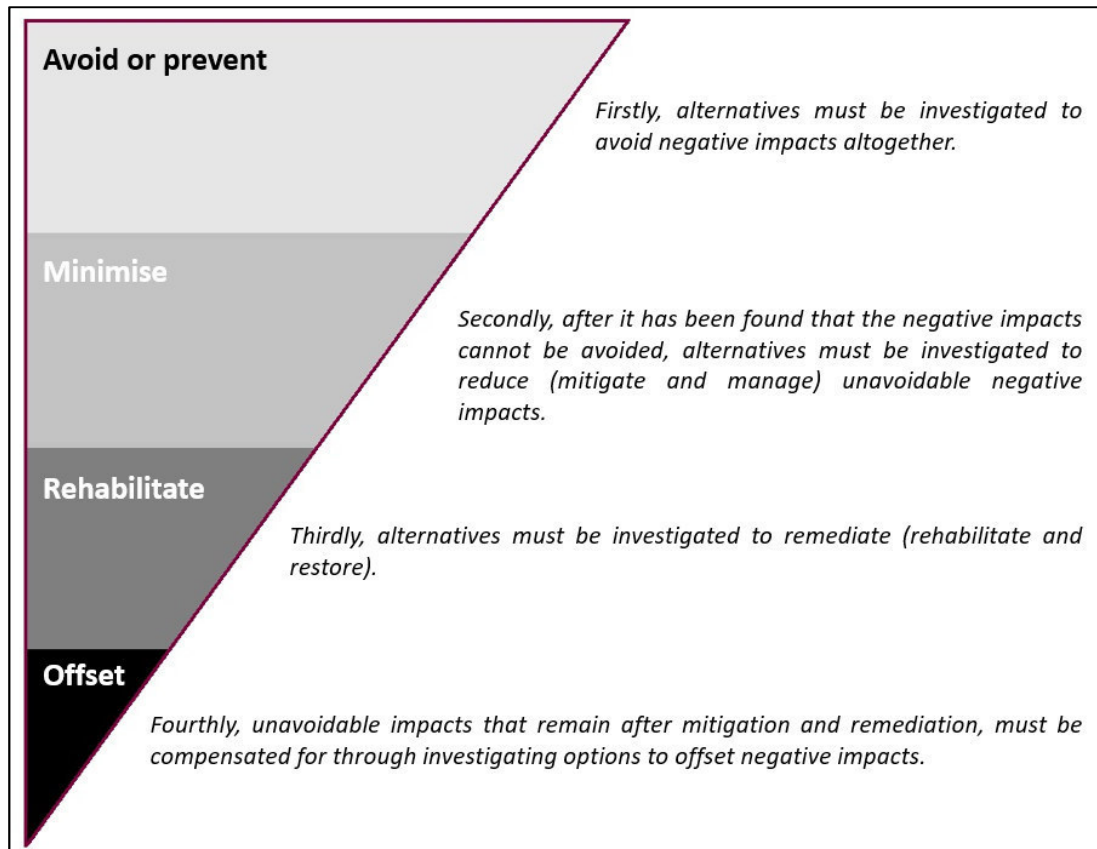 Avoid or prevent
Firstly, alternatives must be investigated to
avoid negative impacts altogether.
Minimise
Secondly, after it has been found that the negative impacts
cannot be avoided, alternatives must be investigated to
reduce (mitigate and manage) unavoidable negative
impacts.
Rehabilitate
Thirdly, alternatives must be investigated to remediate (rehabilitate and
restore).
Offset
Fourthly, unavoidable impacts that remain after mitigation and remediation, must be
compensated for through investigating options to offset negative impacts.